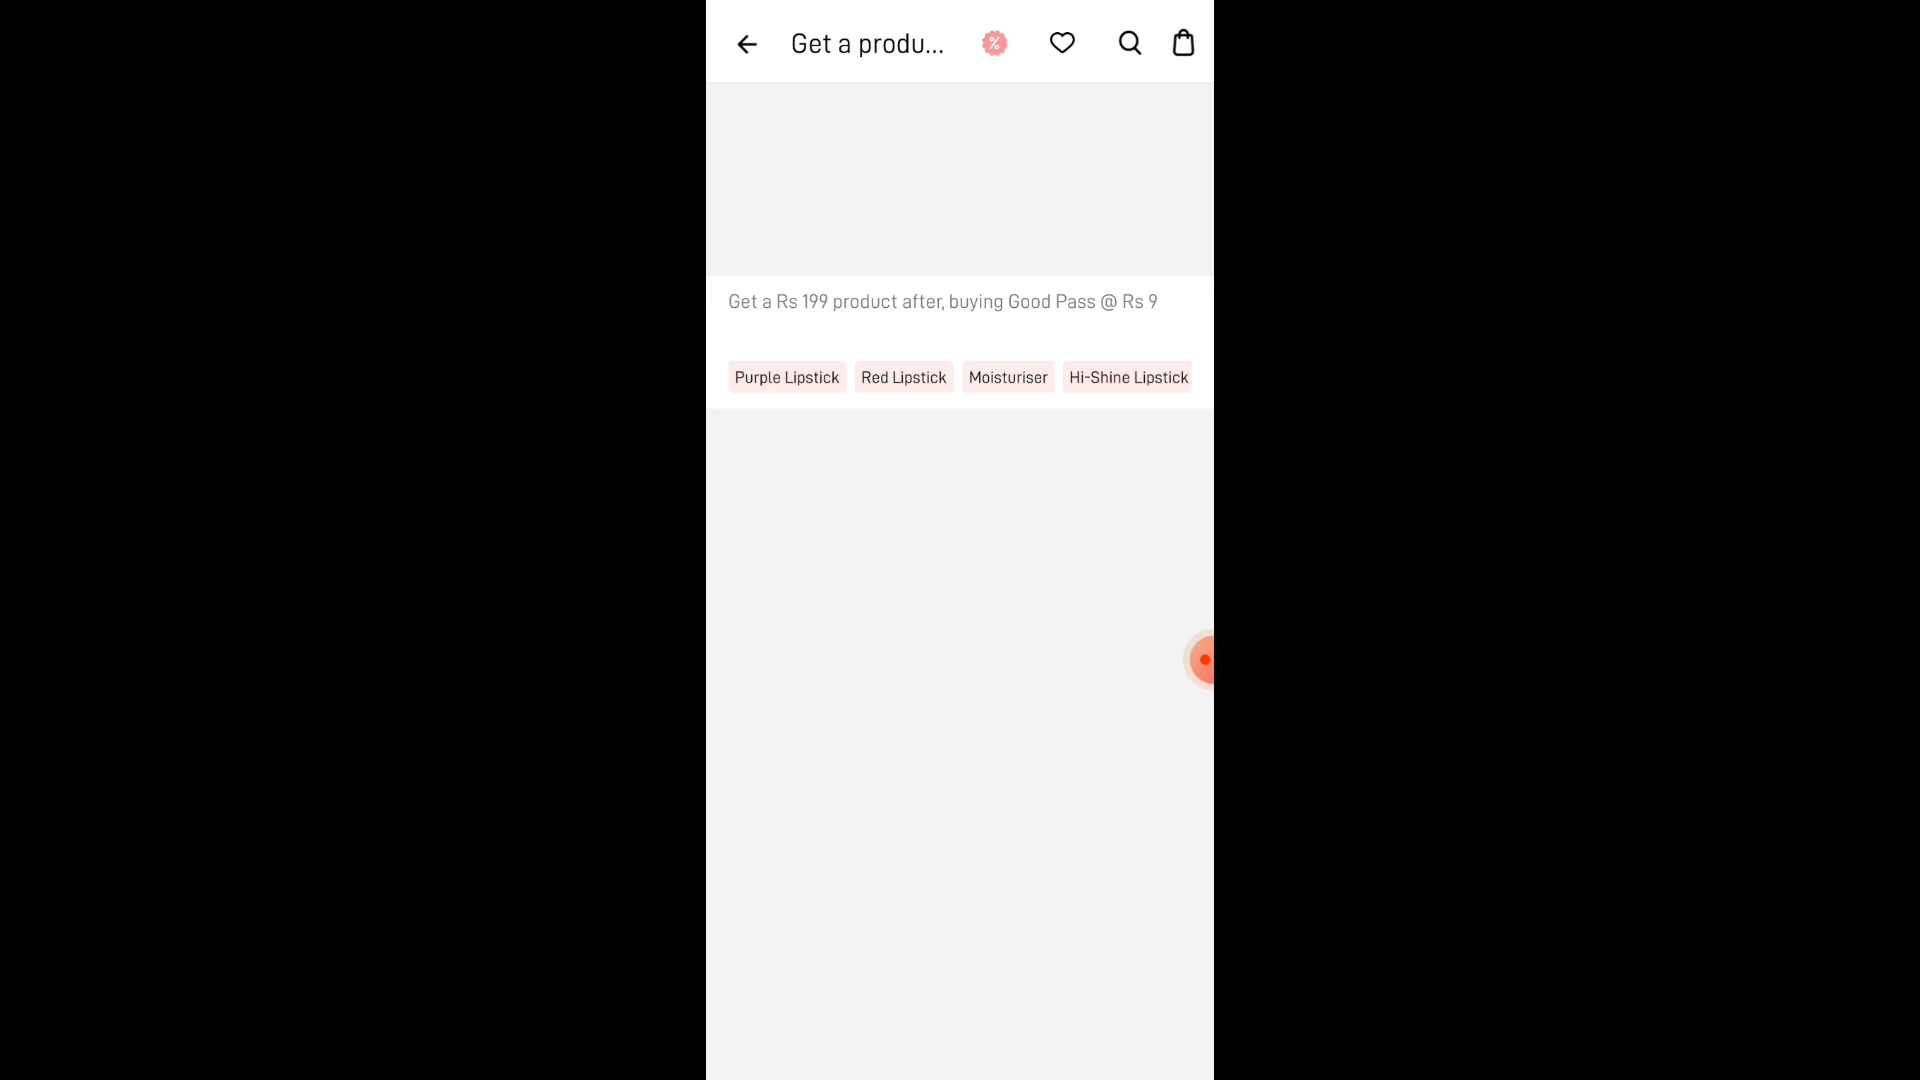 Get a produ...
%
Get a Rs 199 product after, buying Good Pass @ Rs 9
Purple Lipstick Red Lipstick Moisturiser Hi-Shine Lipstick